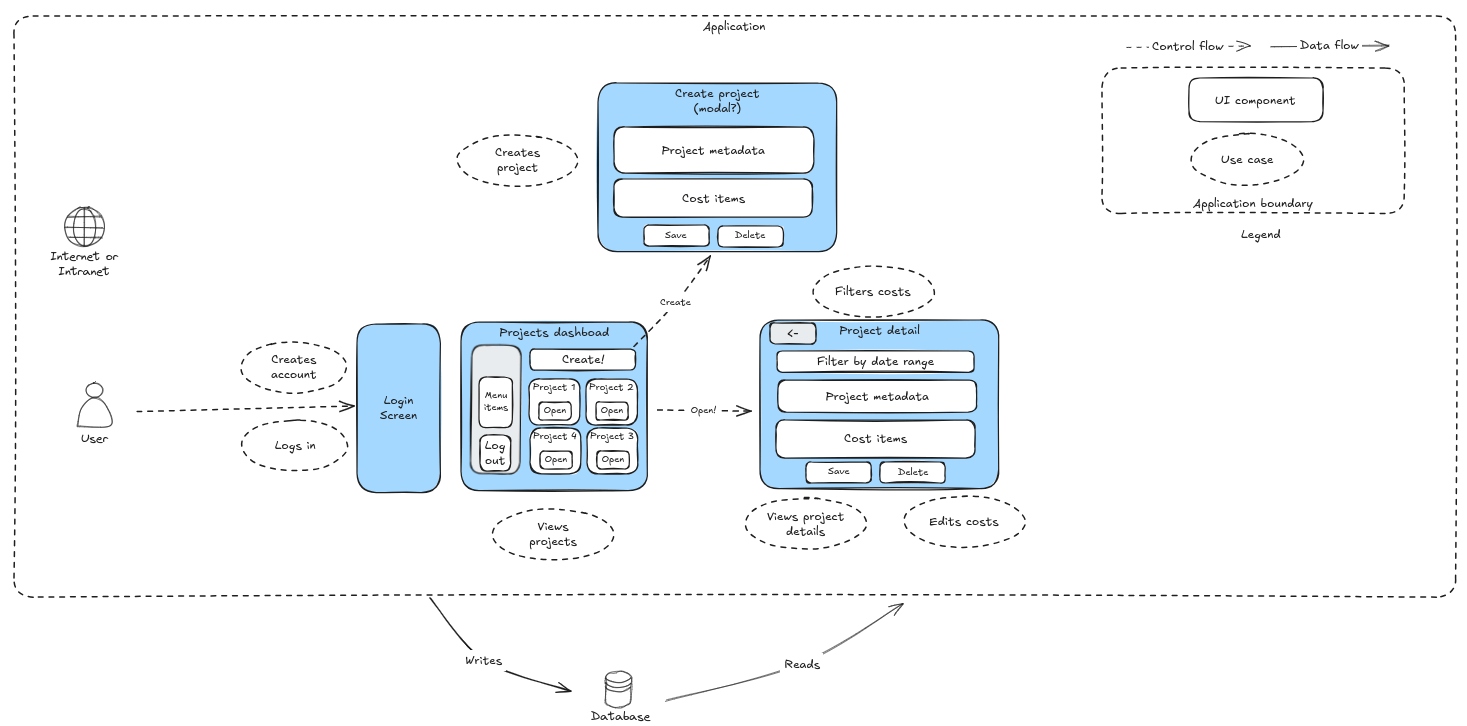 Application
Control flow
Data flow
UI component
Use case
Application boundary
Legend
Create project
(modal?)
Project metadata
Cost items
Save
Delete
Creates
project
Internet or
Intranet
Create
Filters costs
Creates
account
Logs in
User
Login
Screen
Projects dashboad
Create!
Menu
items
Log
out
Project 1
Open
Project 2
Open
Project 4
Open
Project 3
Open
Open!
<-
Project detail
Filter by date range
Project metadata
Cost items
Save
Delete
Views
projects
Views project
details
Edits costs
Writes
Reads
Database